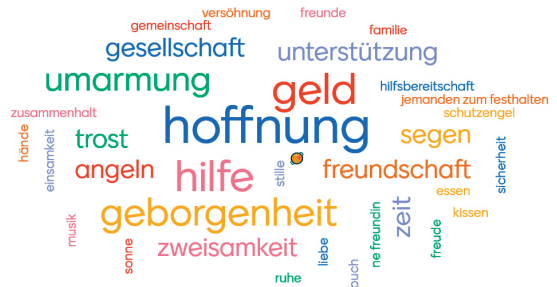 versöhnung
freunde
gemeinschaft
familie
gesellschaft
unterstützung
umarmung
geld
hilfsbereitschaft
jemanden zum festhalten
zusammenhalt
hoffnung
schutzengel
hände
einsamkeit
trost
segen
sicherheit
angeln
hilfe
stille
freundschaft
essen
geborgenheit
zeit
kissen
musik
sonne
zweisamkeit
liebe
ne freundin
freude
buch
ruhe